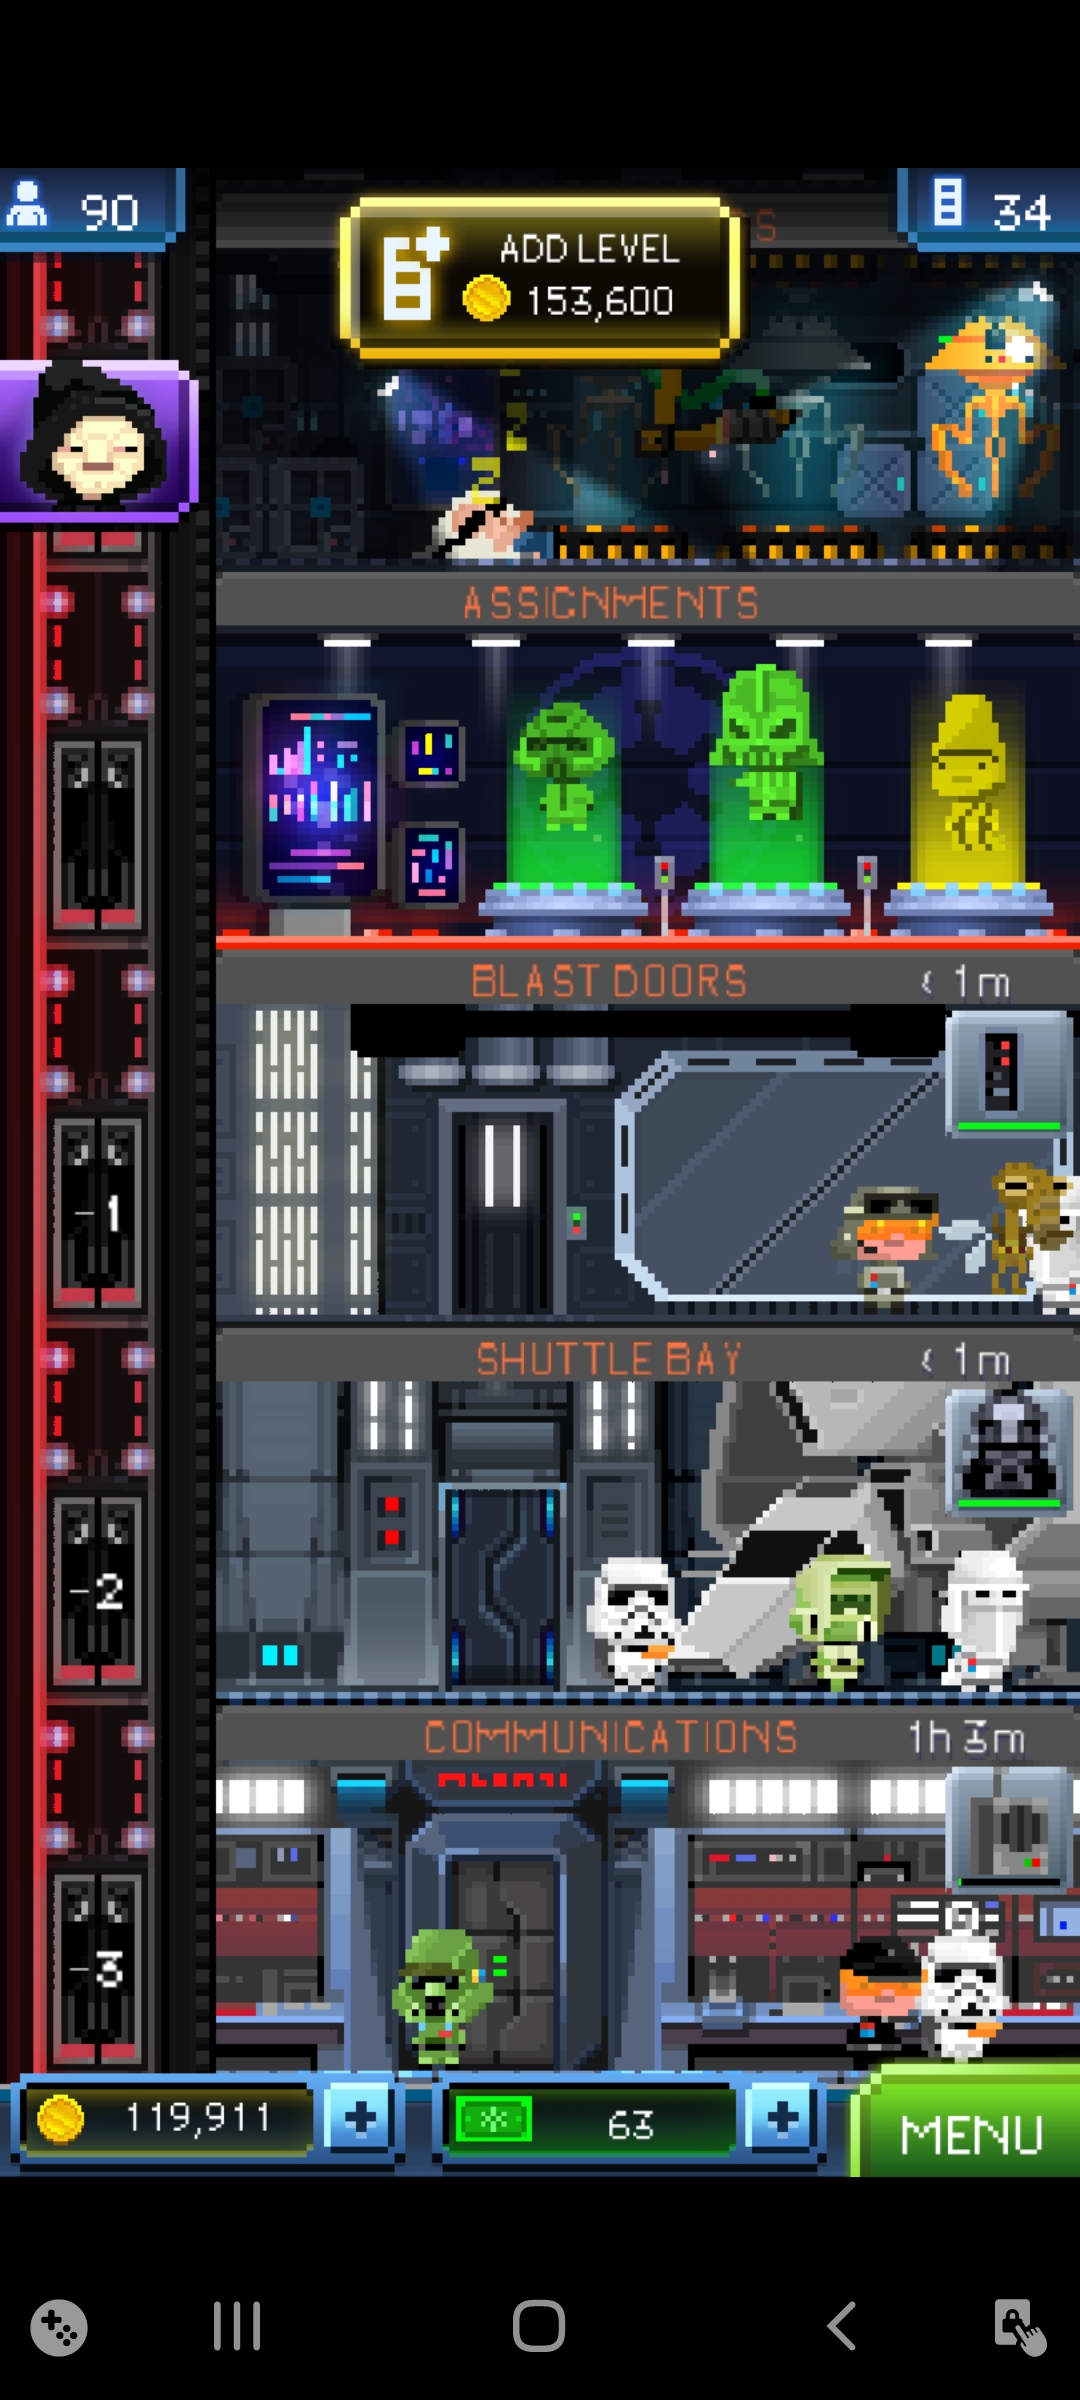 90
ADD LEVEL
153,600
34
S
ASSIGNMENTS
BLAST DOORS < 1m
-1
SHUTTLE BAY < 1m
-2
COMMUNICATIONS 1h 3m
-3
119,911
63
MENU